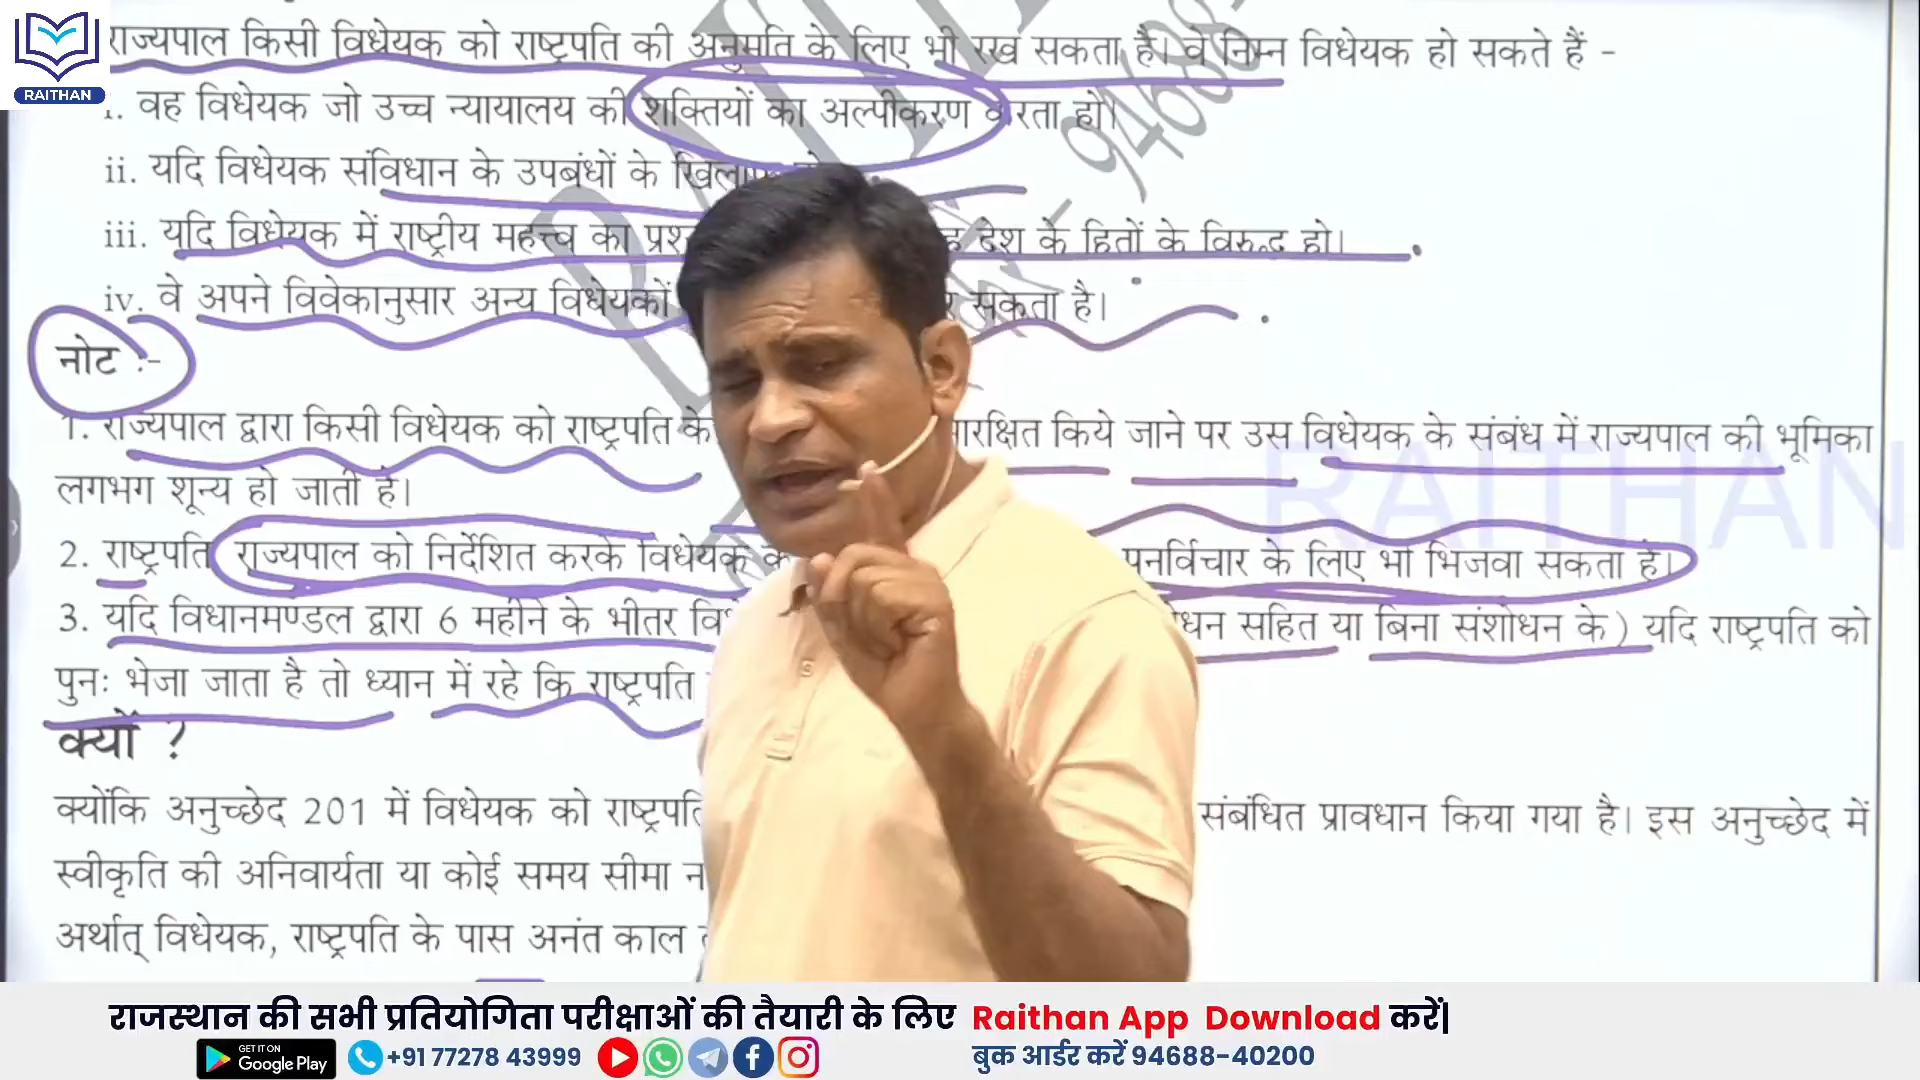 RAITHAN
राज्यपाल किसी विधेयक को राष्ट्रपति की अनुमति के लिए भी रख सकता है। वे निम्न विधेयक हो सकते हैं -
i. वह विधेयक जो उच्च न्यायालय की शक्तियों का अल्पीकरण करता हो।
ii. यदि विधेयक संविधान के उपबंधों के खिलाफ
iii. यदि विधेयक में राष्ट्रीय महत्त्व का देश के हितों के विरुद्ध हो।
iv. वे अपने विवेकानुसार अन्य विधेयकों सकता है।
नोट :-
1. राज्यपाल द्वारा किसी विधेयक को राष्ट्रपति के आरक्षित किये जाने पर उस विधेयक के संबंध में राज्यपाल की भूमिका
लगभग शून्य हो जाती है।
2. राष्ट्रपति राज्यपाल को निर्देशित करके विधेयक पुनर्विचार के लिए भी भिजवा सकता है।
3. यदि विधानमण्डल द्वारा 6 महीने के भीतर सहित या बिना संशोधन के) यदि राष्ट्रपति को
पुनः भेजा जाता है तो ध्यान में रहे कि राष्ट्रपति
क्यों ?
क्योंकि अनुच्छेद 201 में विधेयक को संबंधित प्रावधान किया गया है। इस अनुच्छेद में
स्वीकृति की अनिवार्यता या कोई समय सीमा
अर्थात् विधेयक, राष्ट्रपति के पास अनंत काल
RAITHAN
राजस्थान की सभी प्रतियोगिता परीक्षाओं की तैयारी के लिए Raithan App Download करें|
GET IT ON
Google Play
+91 77278 43999
बुक आर्डर करें 94688-40200